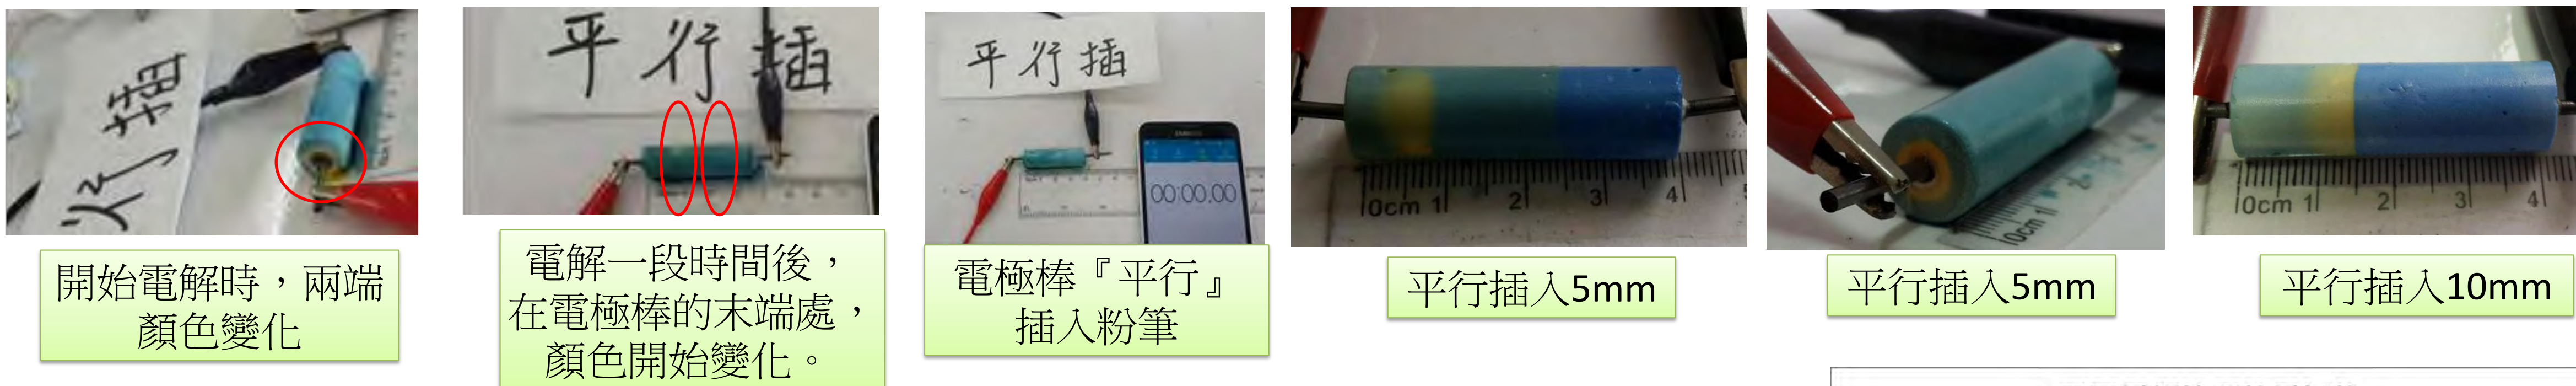 行插
開始電解時，兩端
顏色變化
平行插
電解一段時間後，
在電極棒的末端處，
顏色開始變化。
平行插
SAMSUNG
00:00.00
電極棒『平行』
插入粉筆
0cm 1 2 3 4 5
平行插入5mm
0cm 1 2
平行插入5mm
0cm 1 2 3 4
平行插入10mm